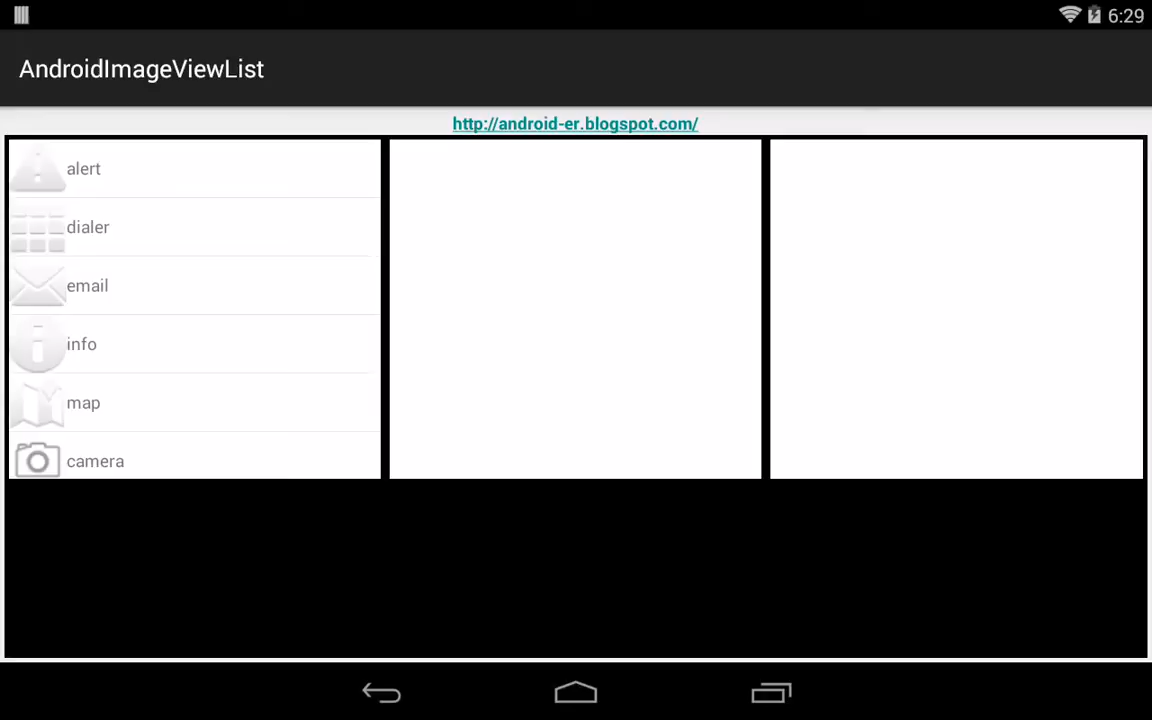 6:29
AndroidImageViewList
http://android-er.blogspot.com/
alert
dialer
email
info
map
camera